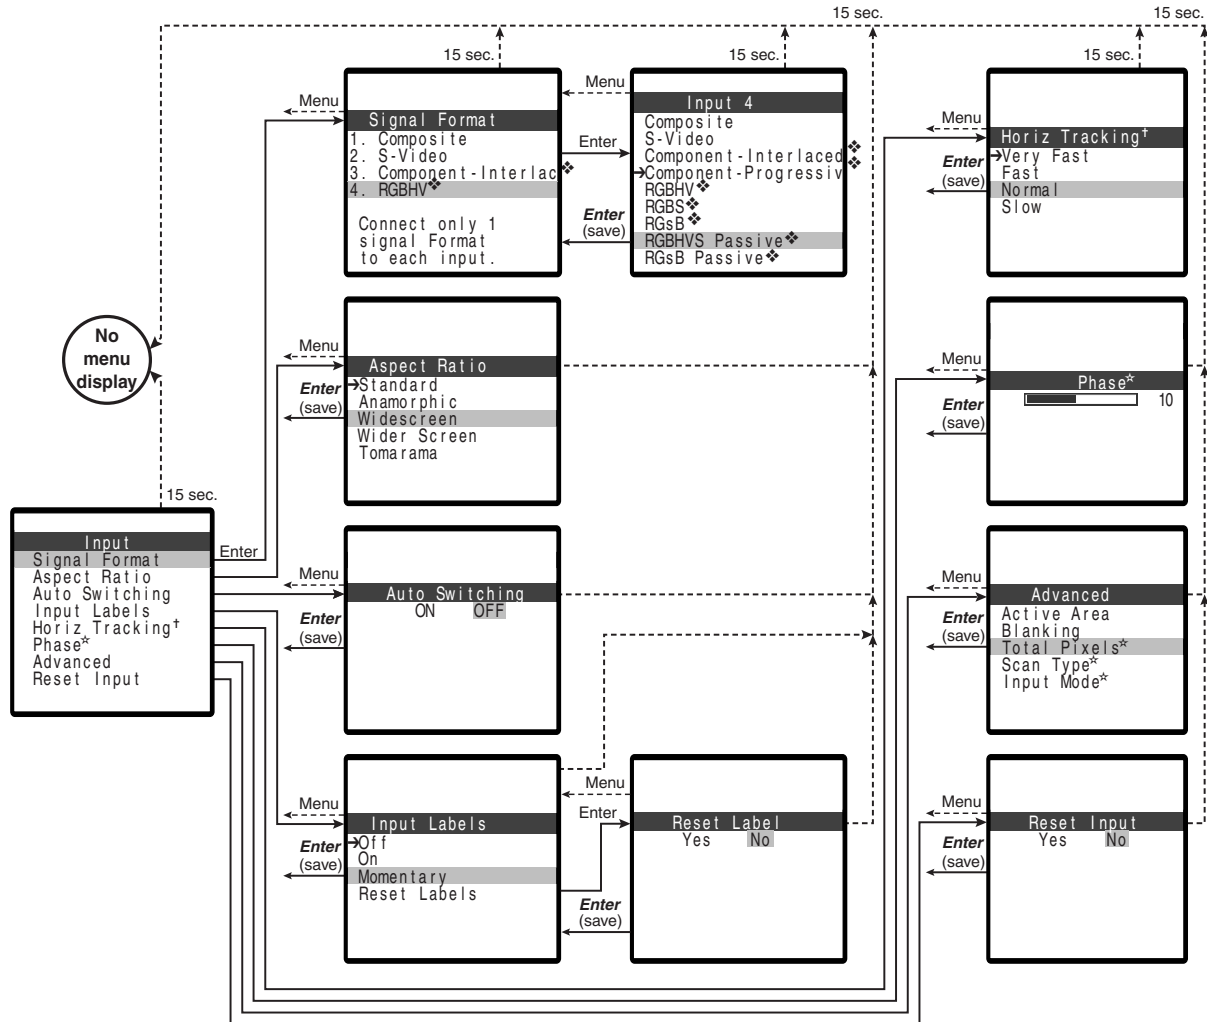 15 sec.
15 sec.
15 sec.
15 sec.
15 sec.
Menu
Signal Format
1. Composite
2. S-Video
3. Component-Interlac❖
4. RGBHV❖
Connect only 1
signal Format
to each input.
Enter
Enter
(save)
Menu
Input 4
Composite
S-Video
Component-Interlaced❖
➔Component-Progressiv❖
RGBHV❖
RGBS❖
RGsB❖
RGBHVS Passive❖
RGsB Passive❖
Menu
Enter
(save)
Horiz Tracking†
➔Very Fast
Fast
Normal
Slow
No
menu
display
Menu
Enter
(save)
Aspect Ratio
➔Standard
Anamorphic
Widescreen
Wider Screen
Tomarama
Menu
Enter
(save)
Phase☆
10
15 sec.
Input
Signal Format
Aspect Ratio
Auto Switching
Input Labels
Horiz Tracking†
Phase☆
Advanced
Reset Input
Enter
Menu
Enter
(save)
Auto Switching
ON OFF
Menu
Enter
(save)
Advanced
Active Area
Blanking
Total Pixels☆
Scan Type☆
Input Mode☆
Menu
Enter
(save)
Input Labels
➔Off
On
Momentary
Reset Labels
Menu
Enter
Enter
(save)
Reset Label
Yes No
Menu
Enter
(save)
Reset Input
Yes No